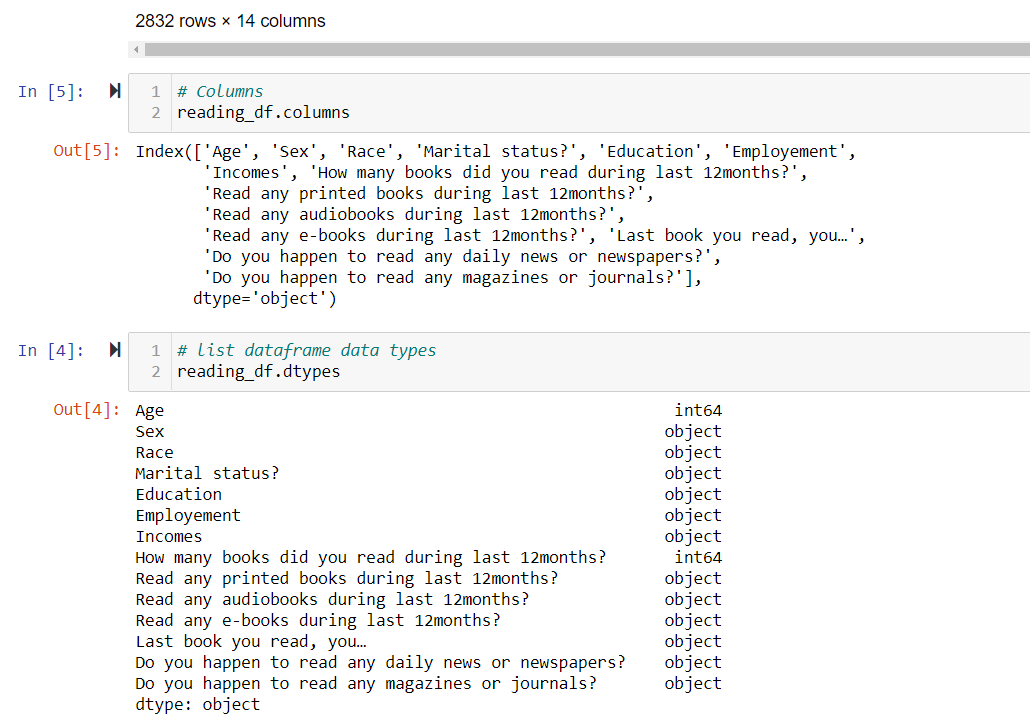 2832 rows × 14 columns
In [5]:
1 # Columns
2 reading_df.columns
Out[5]: Index(['Age', 'Sex', 'Race', 'Marital status?', 'Education', 'Employement',
'Incomes', 'How many books did you read during last 12months?',
'Read any printed books during last 12months?',
'Read any audiobooks during last 12months?',
'Read any e-books during last 12months?', 'Last book you read, you…',
'Do you happen to read any daily news or newspapers?',
'Do you happen to read any magazines or journals?'],
dtype='object')
In [4]:
1 # list dataframe data types
2 reading_df.dtypes
Out[4]: Age int64
Sex object
Race object
Marital status? object
Education object
Employement object
Incomes object
How many books did you read during last 12months? int64
Read any printed books during last 12months? object
Read any audiobooks during last 12months? object
Read any e-books during last 12months? object
Last book you read, you… object
Do you happen to read any daily news or newspapers? object
Do you happen to read any magazines or journals? object
dtype: object